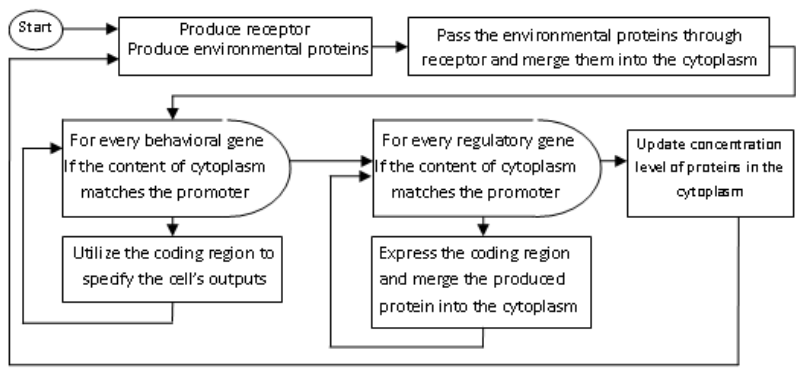 Start
Produce receptor
Produce environmental proteins
Pass the environmental proteins through
receptor and merge them into the cytoplasm
For every behavioral gene
If the content of cytoplasm
matches the promoter
For every regulatory gene
If the content of cytoplasm
matches the promoter
Update concentration
level of proteins in the
cytoplasm
Utilize the coding region to
specify the cell's outputs
Express the coding region
and merge the produced
protein into the cytoplasm